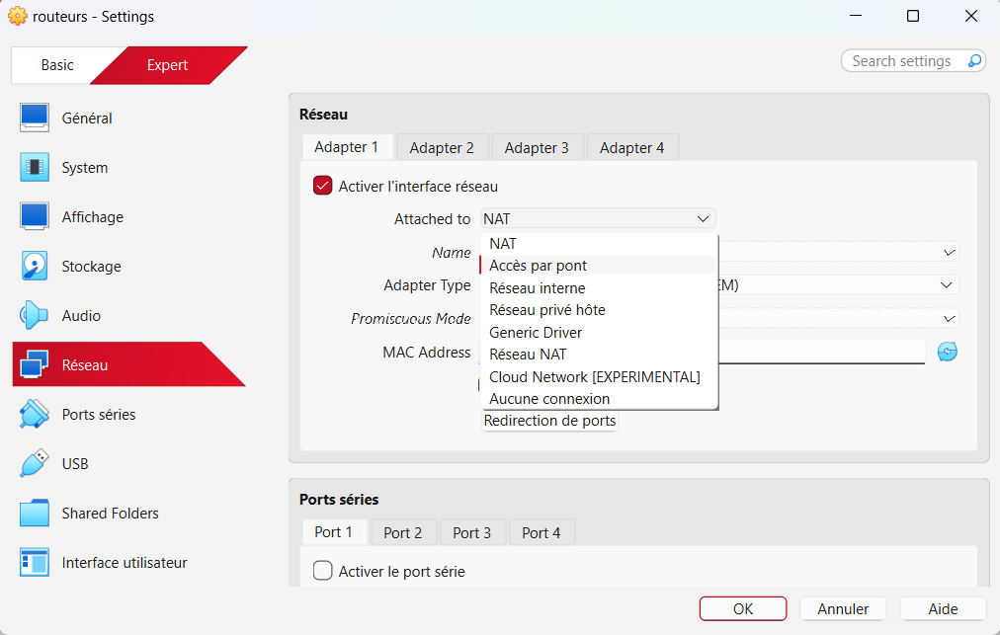 routeurs - Settings
Basic
Expert
Search settings
Général
System
Affichage
Stockage
Audio
Réseau
Ports séries
USB
Shared Folders
Interface utilisateur
Réseau
Adapter 1
Adapter 2
Adapter 3
Adapter 4
Activer l'interface réseau
Attached to NAT
Name
Adapter Type EM)
Promiscuous Mode
MAC Address
NAT
Accès par pont
Réseau interne
Réseau privé hôte
Generic Driver
Réseau NAT
Cloud Network [EXPERIMENTAL]
Aucune connexion
Redirection de ports
Ports séries
Port 1
Port 2
Port 3
Port 4
Activer le port série
OK
Annuler
Aide